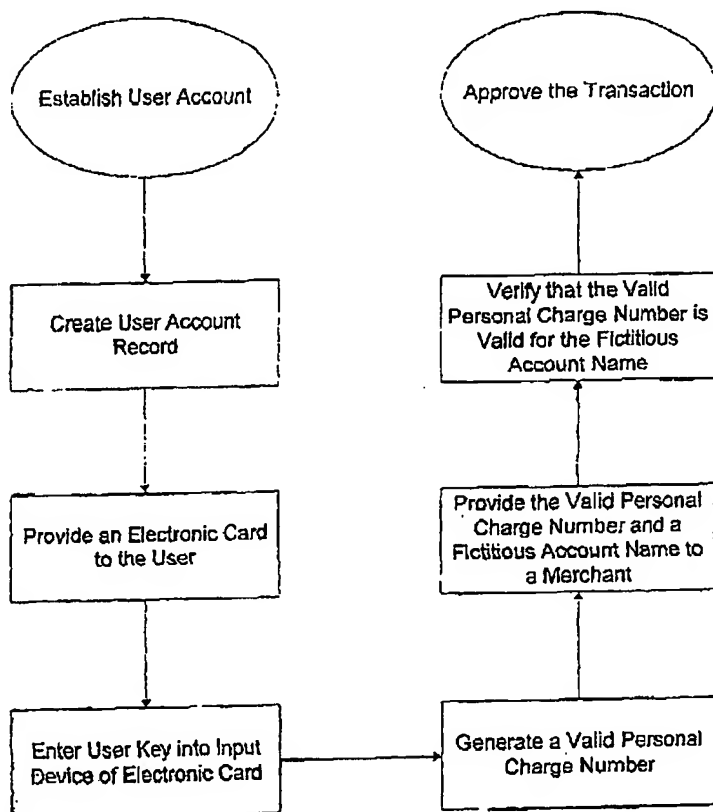 Establish User Account
Create User Account
Record
Provide an Electronic Card
to the User
Enter User Key into Input
Device of Electronic Card
Generate a Valid Personal
Charge Number
Provide the Valid Personal
Charge Number and a
Fictitious Account Name to
a Merchant
Verify that the Valid
Personal Charge Number is
Valid for the Fictitious
Account Name
Approve the Transaction